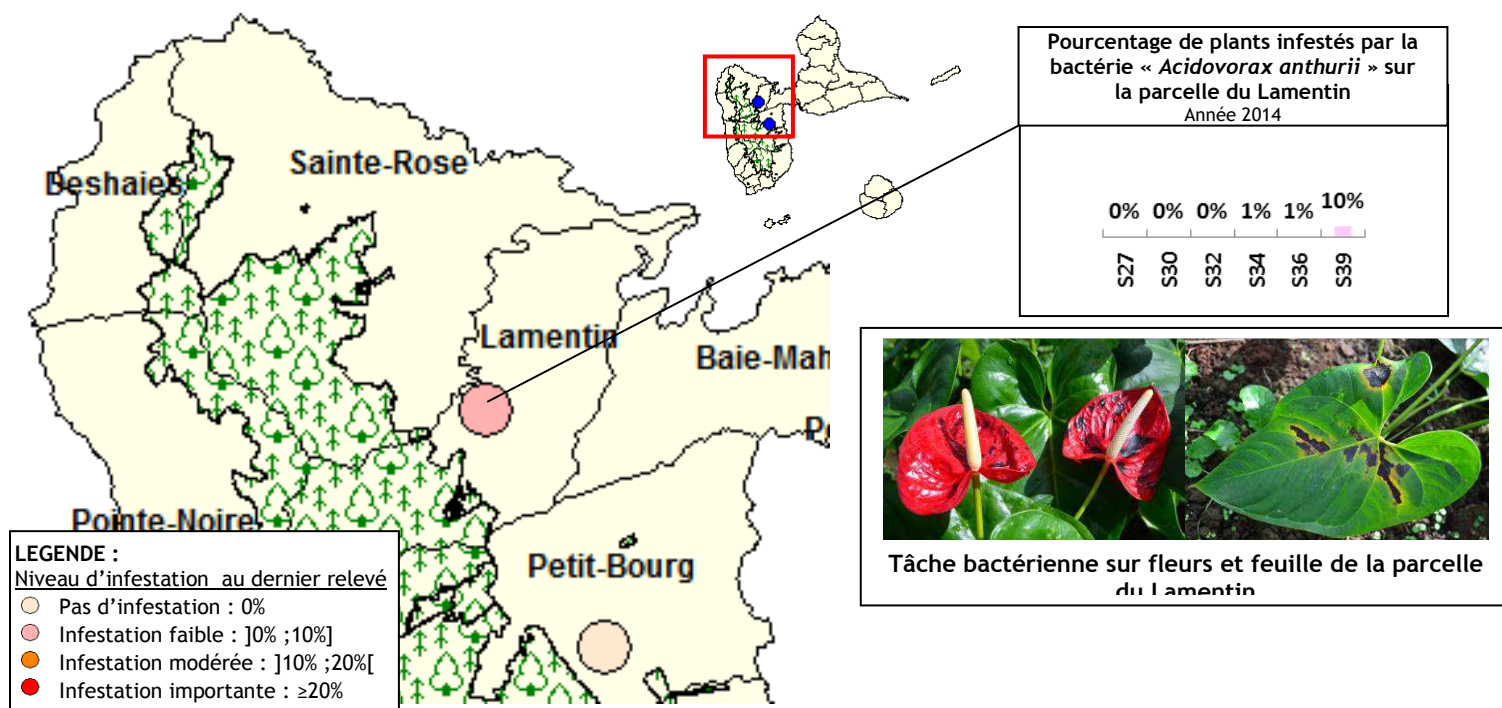 Deshaies
Sainte-Rose
Lamentin
Baie-Mah
Pointe-Noire
Petit-Bourg
LEGENDE :
Niveau d’infestation au dernier relevé
Pas d’infestation : 0%
Infestation faible : ]0% ;10%]
Infestation modérée : ]10% ;20%[
Infestation importante : ≥20%
Pourcentage de plants infestés par la
bactérie « Acidovorax anthurii » sur
la parcelle du Lamentin
Année 2014
0% 0% 0% 1% 1% 10%
S27 S30 S32 S34 S36 S39
Tâche bactérienne sur fleurs et feuille de la parcelle
du Lamentin